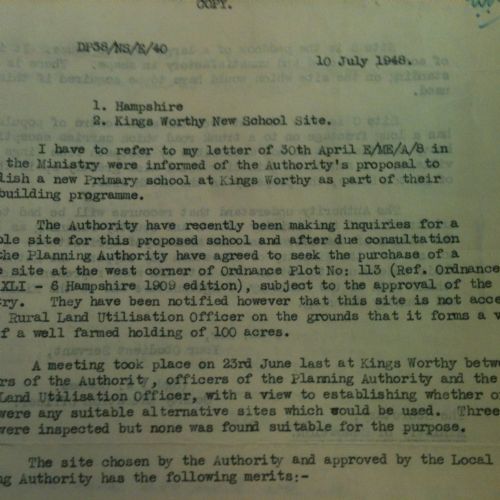 COPY.
DP38/NS/E/40
10 July 1948.
1. Hampshire
2. Kings Worthy New School Site.
I have to refer to my letter of 30th April E/ME/A/8 in
the Ministry were informed of the Authority's proposal to
lish a new Primary school at Kings Worthy as part of their
building programme.
The Authority have recently been making inquiries for a
ble site for this proposed school and after due consultation
the Planning Authority have agreed to seek the purchase of a
site at the west corner of Ordnance Plot No: 113 (Ref. Ordnance
XLI - 6 Hampshire 1909 edition), subject to the approval of the
ry. They have been notified however that this site is not acce
Rural Land Utilisation Officer on the grounds that it forms a v
f a well farmed holding of 100 acres.
A meeting took place on 23rd June last at Kings Worthy betw
rs of the Authority, officers of the Planning Authority and the
Land Utilisation Officer, with a view to establishing whether o
were any suitable alternative sites which would be used. Three
were inspected but none was found suitable for the purpose.
The site chosen by the Authority and approved by the Local
ng Authority has the following merits:-